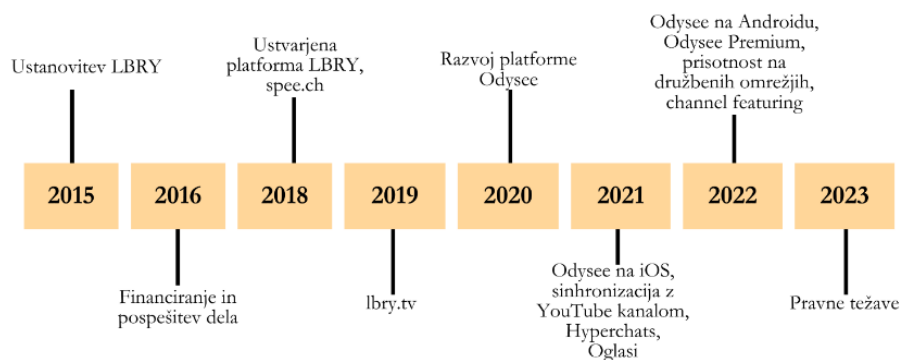 Ustanovitev LBRY
Ustvarjena
platforma LBRY,
spee.ch
Razvoj platforme
Odysee
Odysee na Androidu,
Odysee Premium,
prisotnost na
družbenih omrežjih,
channel featuring
2015
2016
2018
2019
2020
2021
2022
2023
Financiranje in
pospešitev dela
lbry.tv
Odysee na iOS,
sinhronizacija z
YouTube kanalom,
Hyperchats,
Oglasi
Pravne težave